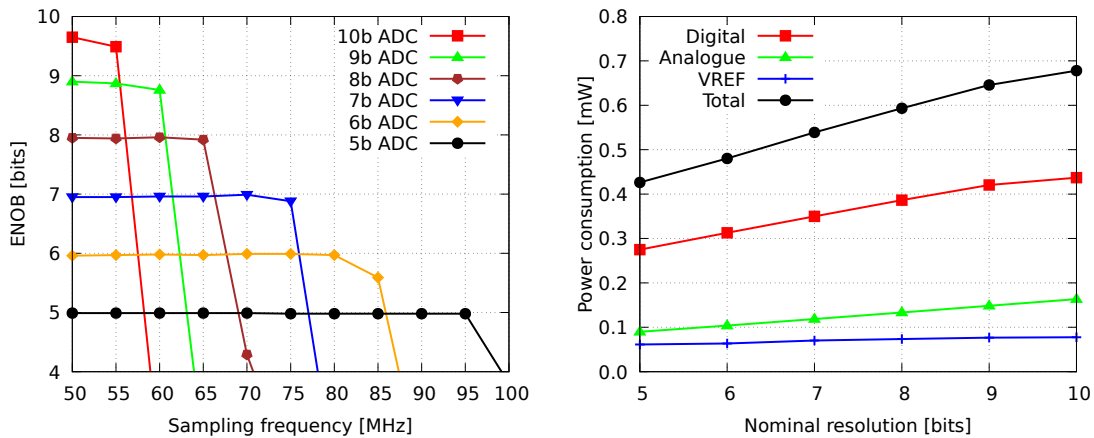 10
9
8
7
6
5
4
ENOB [bits]
10b ADC
9b ADC
8b ADC
7b ADC
6b ADC
5b ADC
50 55 60 65 70 75 80 85 90 95 100
Sampling frequency [MHz]
0.8
0.7
0.6
0.5
0.4
0.3
0.2
0.1
0.0
Power consumption [mW]
Digital
Analogue
VREF
Total
5 6 7 8 9 10
Nominal resolution [bits]